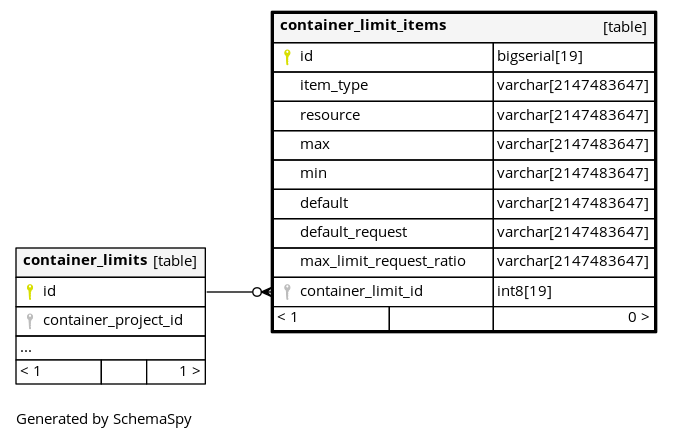 container_limit_items [table]
id bigserial[19]
item_type varchar[2147483647]
resource varchar[2147483647]
max varchar[2147483647]
min varchar[2147483647]
default varchar[2147483647]
default_request varchar[2147483647]
max_limit_request_ratio varchar[2147483647]
container_limit_id int8[19]
< 1 0 >
container_limits [table]
id
container_project_id
...
< 1 1 >
Generated by SchemaSpy